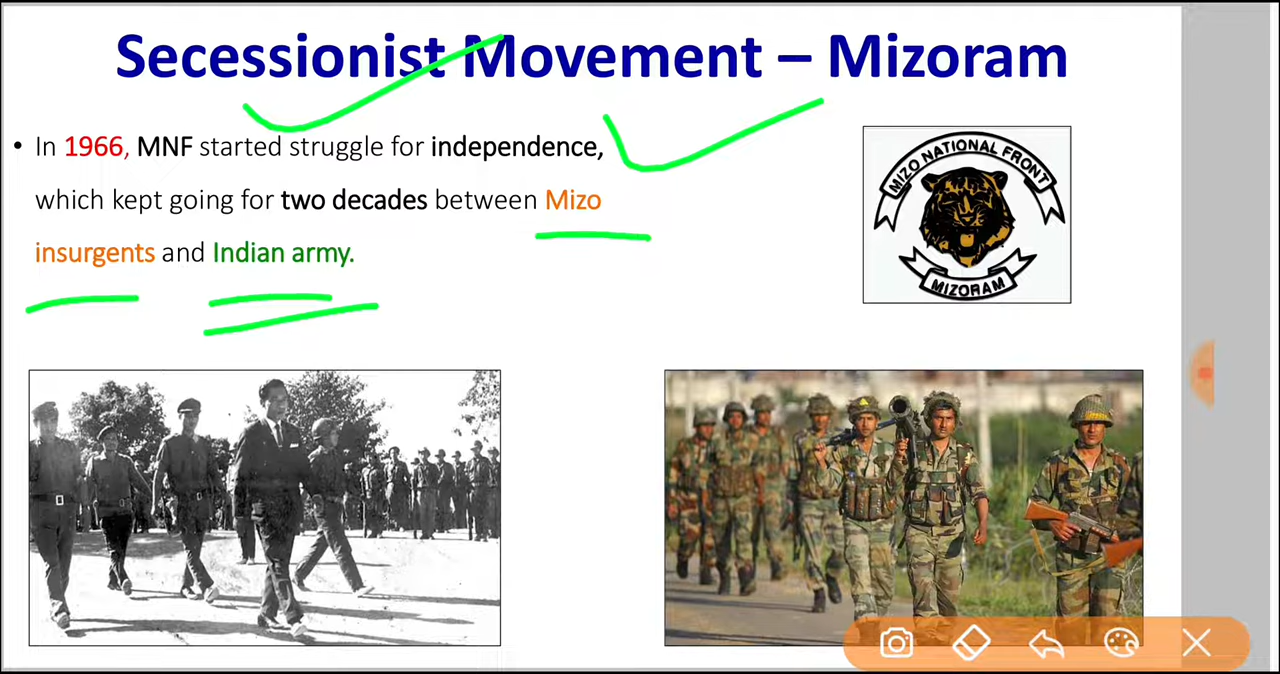 Secessionist Movement – Mizoram
• In 1966, MNF started struggle for independence,
which kept going for two decades between Mizo
insurgents and Indian army.
MIZO NATIONAL FRONT
MIZORAM